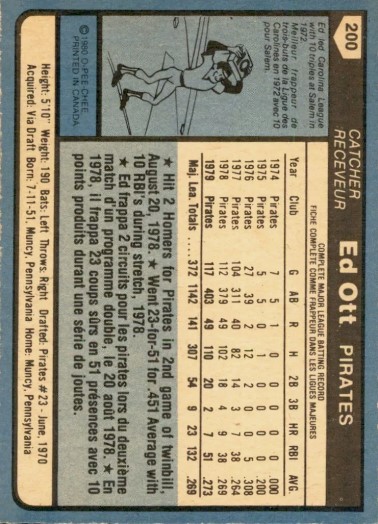 200 CATCHER RECEVEUR Ed Ott PIRATES
Ed led Carolina League
with 10 triples at Salem in
1972.
Meilleur frappeur de
trois-buts de la Ligue des
Carolines en 1972 avec 10
pour Salem.
© 1980 O-PEE-CHEE
PRINTED IN CANADA
COMPLETE MAJOR LEAGUE BATTING RECORD
FICHE COMPLÈTE COMME FRAPPEUR DANS LES LIGUES MAJEURES
Year Club G AB R H 2B 3B HR RBI AVG.
1974 Pirates 7 5 1 0 0 0 0 0 .000
1975 Pirates 5 5 0 1 0 0 0 0 .200
1976 Pirates 27 39 2 12 2 0 0 5 .308
1977 Pirates 104 311 40 82 14 3 7 38 .264
1978 Pirates 112 379 49 102 18 4 9 38 .269
1979 Pirates 117 403 49 110 20 2 7 51 .273
Maj. Lea. Totals .... 372 1142 141 307 54 9 23 132 .269
★ Hit 2 Homers for Pirates in 2nd game of twinbill,
August 20, 1978. ★ Went 23-for-51 for .451 Average with
10 RBI's during stretch, 1978.
★ Ed frappa 2 circuits pour les pirates lors du deuxième
match d'un programme double, le 20 août 1978. ★ En
1978, il frappa 23 coups sûrs en 51 présences avec 10
points produits durant une série de joutes.
Height: 5'10" Weight: 190 Bats: Left Throws: Right Drafted: Pirates #23 - June, 1970
Acquired: Via Draft Born: 7-11-51, Muncy, Pennsylvania Home: Muncy, Pennsylvania